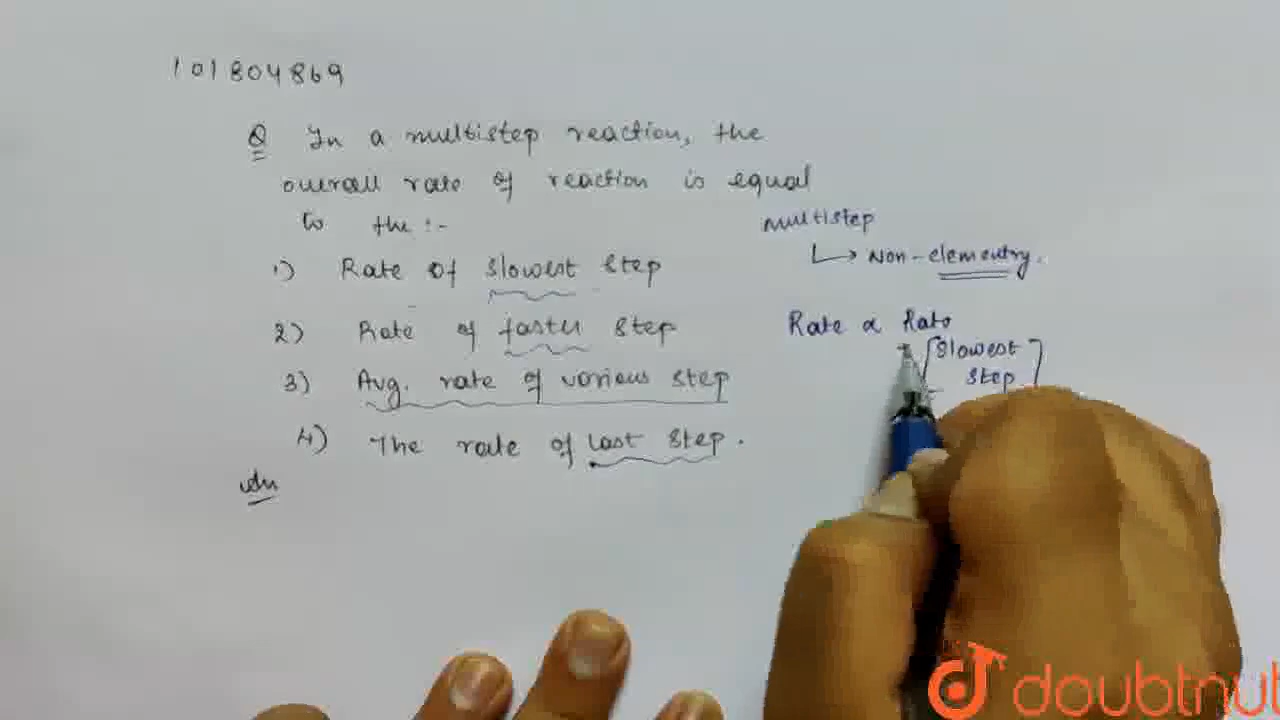 101804869
Q In a multistep reaction, the
overall rate of reaction is equal
to the :-
1) Rate of slowest step
2) Rate of faster step
3) Avg. rate of various step
4) The rate of last step.
Multistep
↳ Non-elementry.
Rate α Rate
[slowest
step]
doubtnut